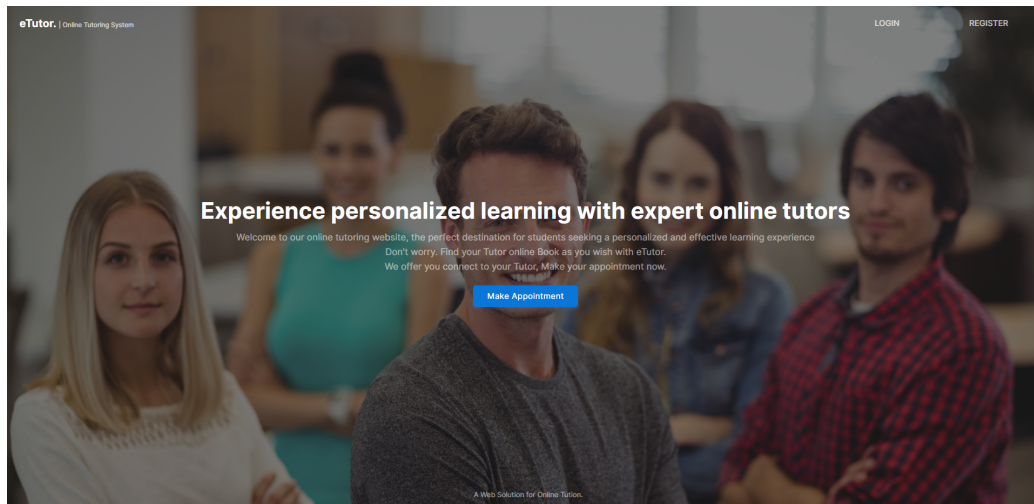 eTutor. | Online Tutoring System
LOGIN
REGISTER
Experience personalized learning with expert online tutors
Welcome to our online tutoring website, the perfect destination for students seeking a personalized and effective learning experience
Don't worry. Find your Tutor online Book as you wish with eTutor.
We offer you connect to your Tutor, Make your appointment now.
Make Appointment
A Web Solution for Online Tution.